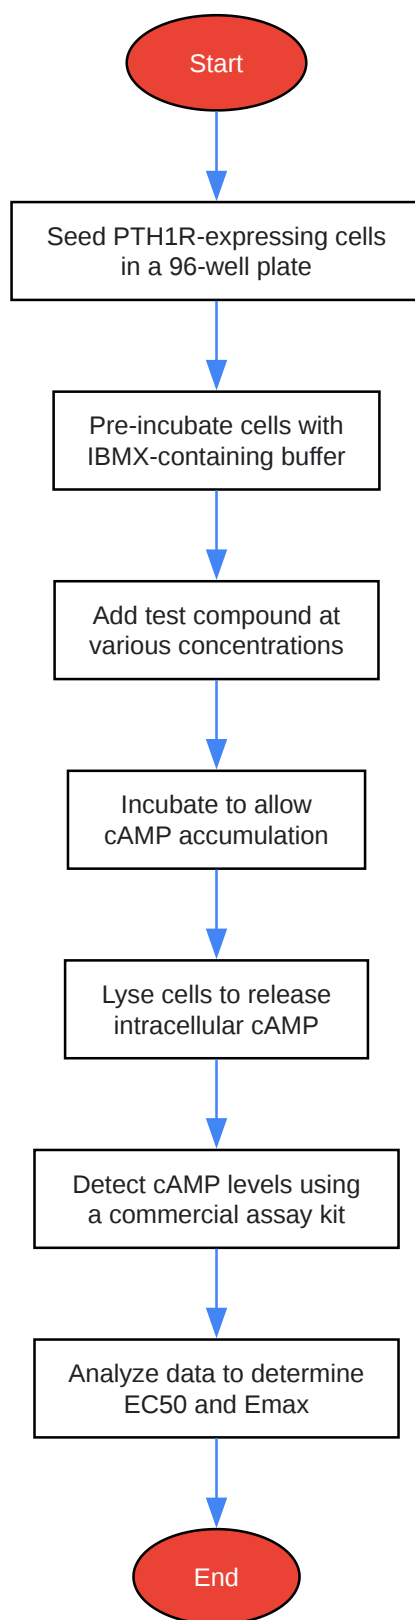 Start
Seed PTH1R-expressing cells
in a 96-well plate
Pre-incubate cells with
IBMX-containing buffer
Add test compound at
various concentrations
Incubate to allow
cAMP accumulation
Lyse cells to release
intracellular cAMP
Detect cAMP levels using
a commercial assay kit
Analyze data to determine
EC50 and Emax
End